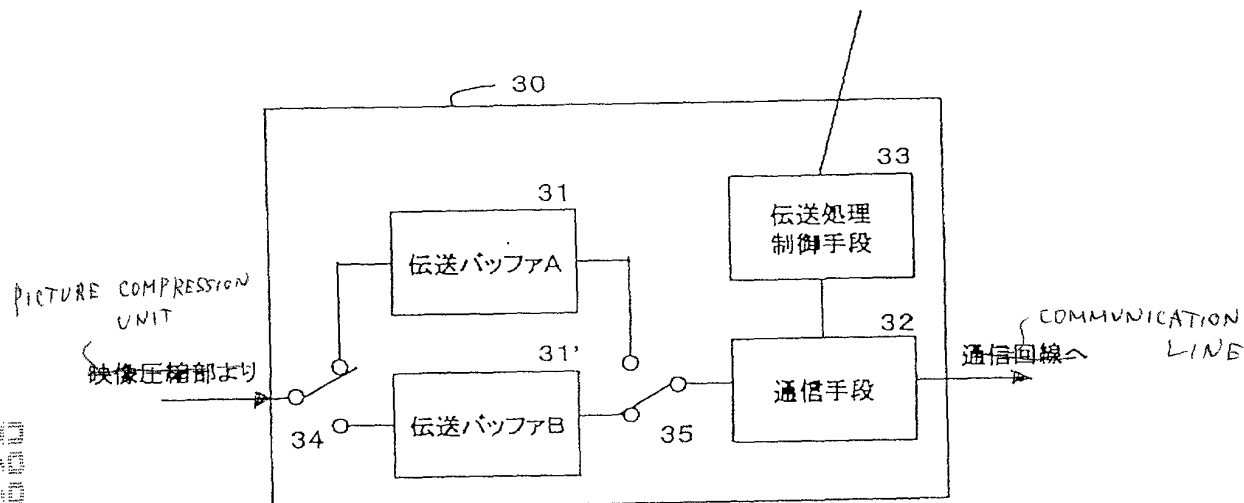 30
33
31
伝送処理
制御手段
伝送バッファA
PICTURE COMPRESSION
UNIT
32
COMMUNICATION
LINE
31'
映像圧縮部より
通信回線へ
通信手段
伝送バッファB
34
35